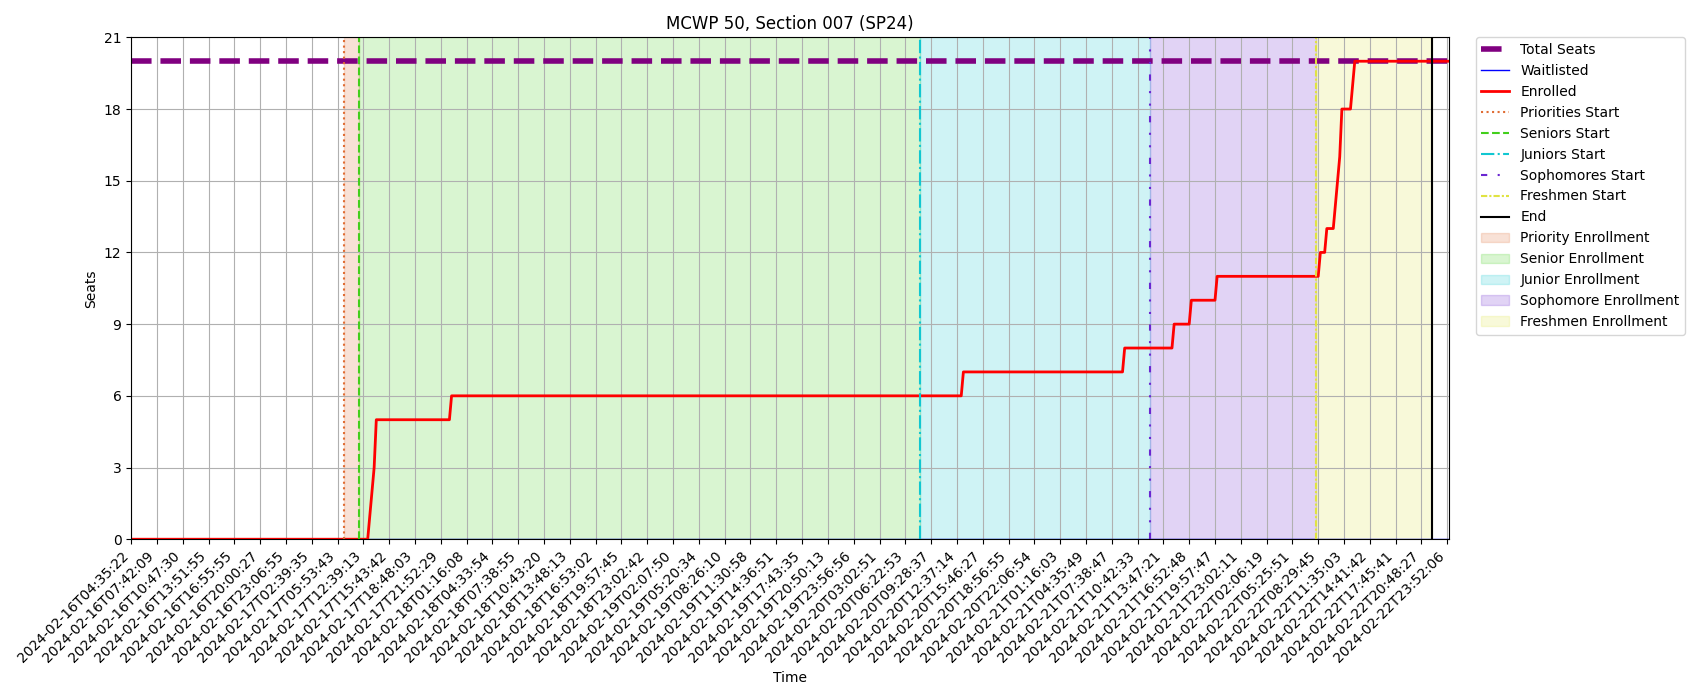 MCWP 50, Section 007 (SP24)
21
18
15
12
9
6
3
0
Seats
2024-02-16T04:35:22
2024-02-16T07:42:09
2024-02-16T10:47:30
2024-02-16T13:51:55
2024-02-16T16:55:55
2024-02-16T20:00:27
2024-02-16T23:06:55
2024-02-17T02:39:35
2024-02-17T05:53:43
2024-02-17T12:39:13
2024-02-17T15:43:42
2024-02-17T18:48:03
2024-02-17T21:52:29
2024-02-18T01:16:08
2024-02-18T04:33:54
2024-02-18T07:38:55
2024-02-18T10:43:20
2024-02-18T13:48:13
2024-02-18T16:53:02
2024-02-18T19:57:45
2024-02-18T23:02:42
2024-02-19T02:07:50
2024-02-19T05:20:34
2024-02-19T08:26:10
2024-02-19T11:30:58
2024-02-19T14:36:51
2024-02-19T17:43:35
2024-02-19T20:50:13
2024-02-19T23:56:56
2024-02-20T03:02:51
2024-02-20T06:22:53
2024-02-20T09:28:37
2024-02-20T12:37:14
2024-02-20T15:46:27
2024-02-20T18:56:55
2024-02-20T22:06:54
2024-02-21T01:16:03
2024-02-21T04:35:49
2024-02-21T07:38:47
2024-02-21T10:42:33
2024-02-21T13:47:21
2024-02-21T16:52:48
2024-02-21T19:57:47
2024-02-21T23:02:11
2024-02-22T02:06:19
2024-02-22T05:25:51
2024-02-22T08:29:45
2024-02-22T11:35:03
2024-02-22T14:41:42
2024-02-22T17:45:41
2024-02-22T20:48:27
2024-02-22T23:52:06
Time
Total Seats
Waitlisted
Enrolled
Priorities Start
Seniors Start
Juniors Start
Sophomores Start
Freshmen Start
End
Priority Enrollment
Senior Enrollment
Junior Enrollment
Sophomore Enrollment
Freshmen Enrollment